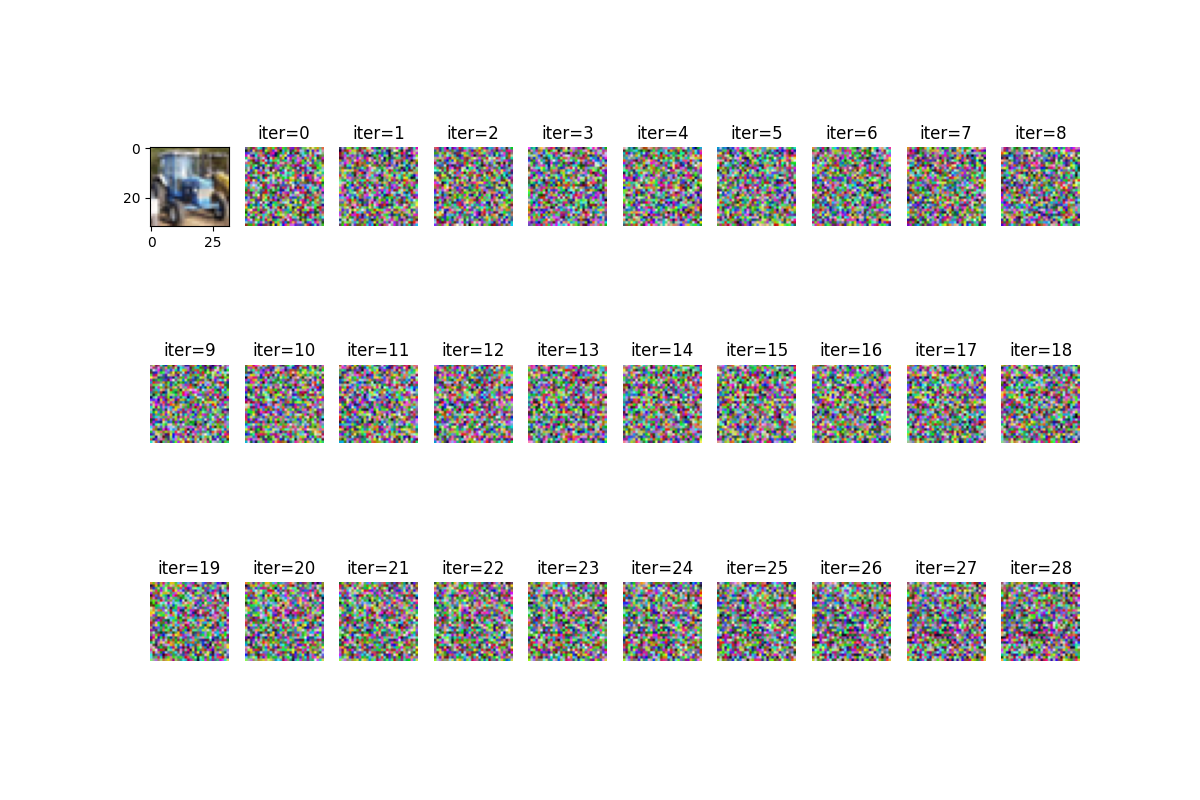 iter=0 iter=1 iter=2 iter=3 iter=4 iter=5 iter=6 iter=7 iter=8
0
20
0 25
iter=9 iter=10 iter=11 iter=12 iter=13 iter=14 iter=15 iter=16 iter=17 iter=18
iter=19 iter=20 iter=21 iter=22 iter=23 iter=24 iter=25 iter=26 iter=27 iter=28